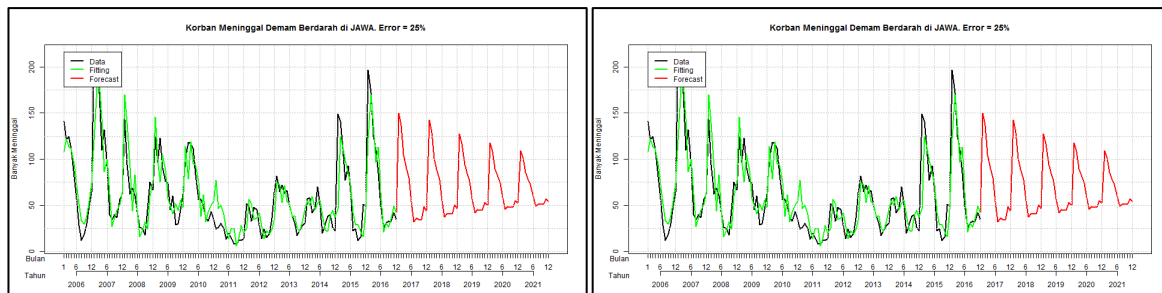 Korban Meninggal Demam Berdarah di JAWA. Error = 25%
Banyak Meninggal
200
150
100
50
0
Data
Fitting
Forecast
Bulan
1 6 12 6 12 6 12 6 12 6 12 6 12 6 12 6 12 6 12 6 12 6 12 6 12 6 12 6 12 6 12 6 12
Tahun
2006 2007 2008 2009 2010 2011 2012 2013 2014 2015 2016 2017 2018 2019 2020 2021
Korban Meninggal Demam Berdarah di JAWA. Error = 25%
Banyak Meninggal
200
150
100
50
0
Data
Fitting
Forecast
Bulan
1 6 12 6 12 6 12 6 12 6 12 6 12 6 12 6 12 6 12 6 12 6 12 6 12 6 12 6 12 6 12 6 12
Tahun
2006 2007 2008 2009 2010 2011 2012 2013 2014 2015 2016 2017 2018 2019 2020 2021